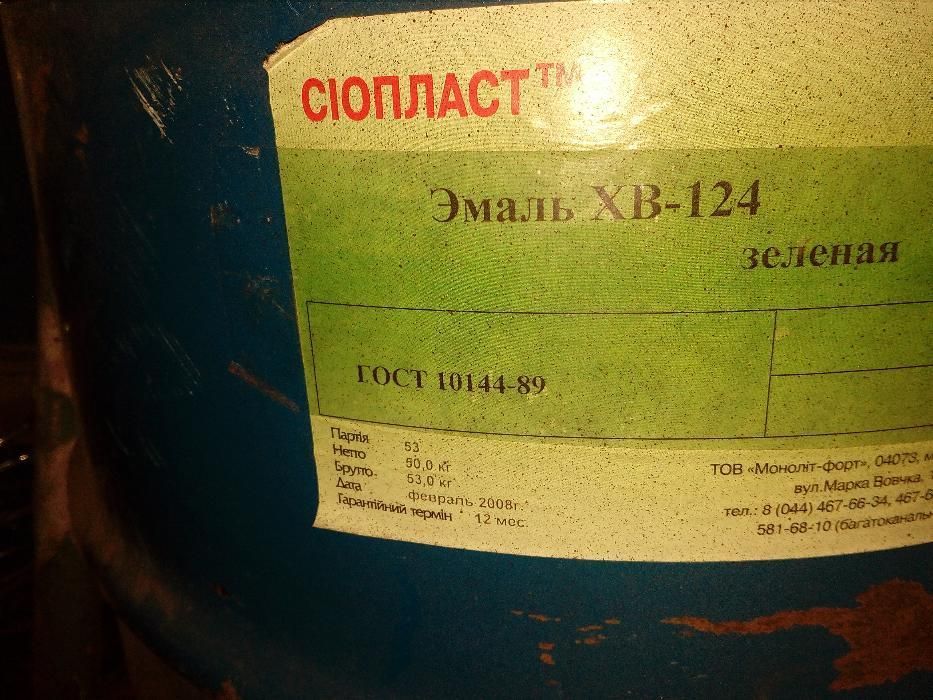 СІОПЛАСТ™
Эмаль ХВ-124
зеленая
ГОСТ 10144-89
Партія 53
Нетто 50,0 кг
Брутто 53,0 кг
Дата февраль 2008г.
Гарантійний термін 12 мес.
ТОВ «Моноліт-форт», 04073, м
вул.Марка Вовчка,
тел.: 8 (044) 467-66-34, 467-6
581-68-10 (багатоканаль